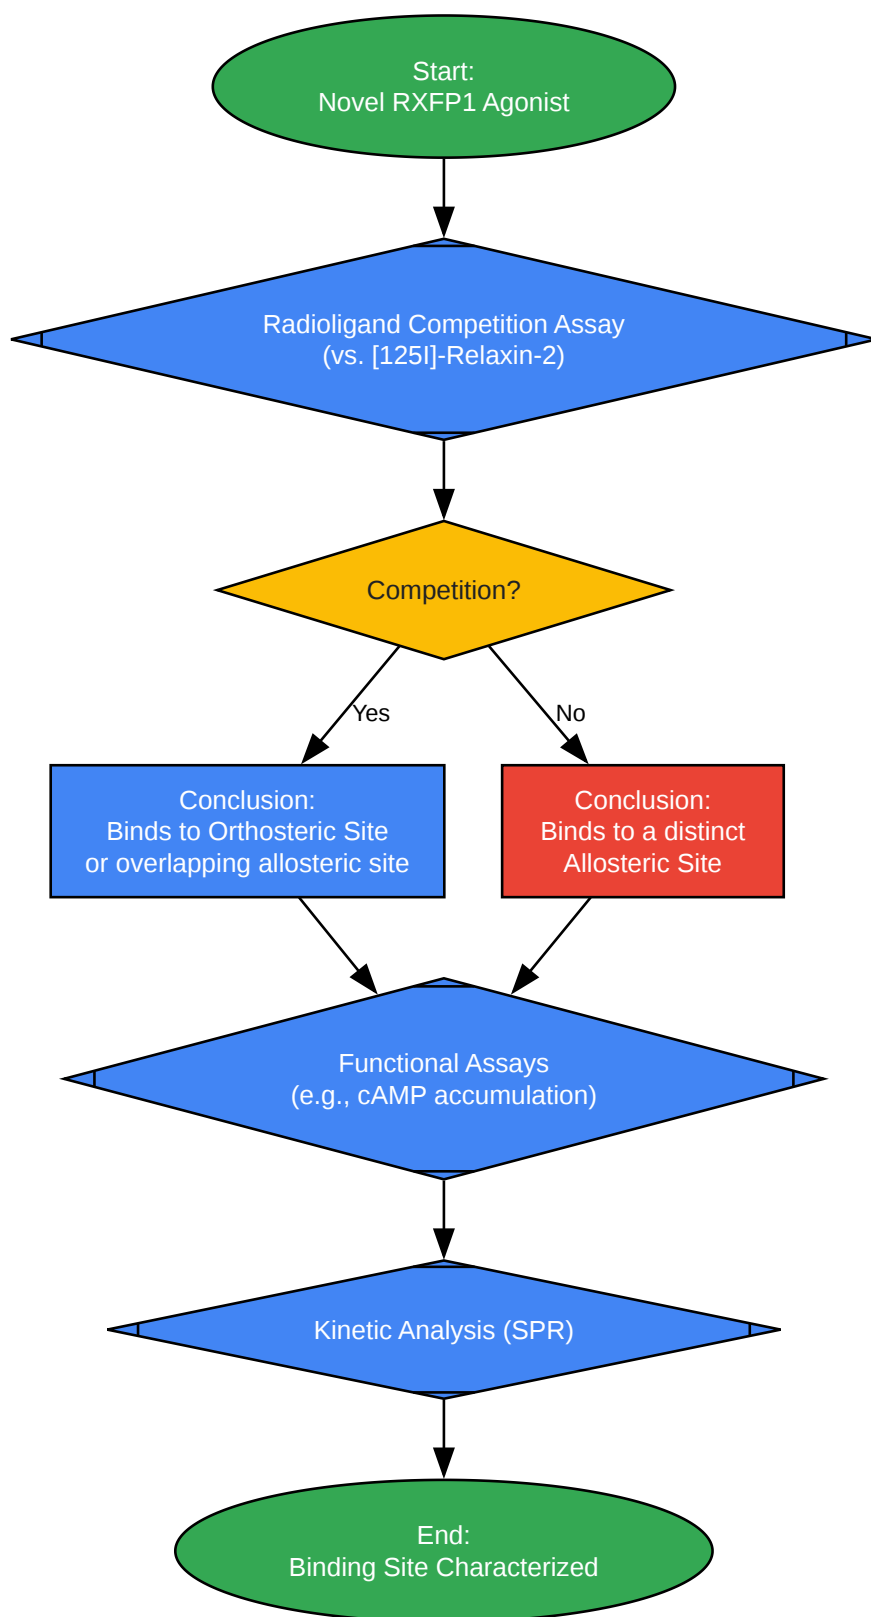 Start:
Novel RXFP1 Agonist
Radioligand Competition Assay
(vs. [125I]-Relaxin-2)
Competition?
Yes
No
Conclusion:
Binds to Orthosteric Site
or overlapping allosteric site
Conclusion:
Binds to a distinct
Allosteric Site
Functional Assays
(e.g., cAMP accumulation)
Kinetic Analysis (SPR)
End:
Binding Site Characterized